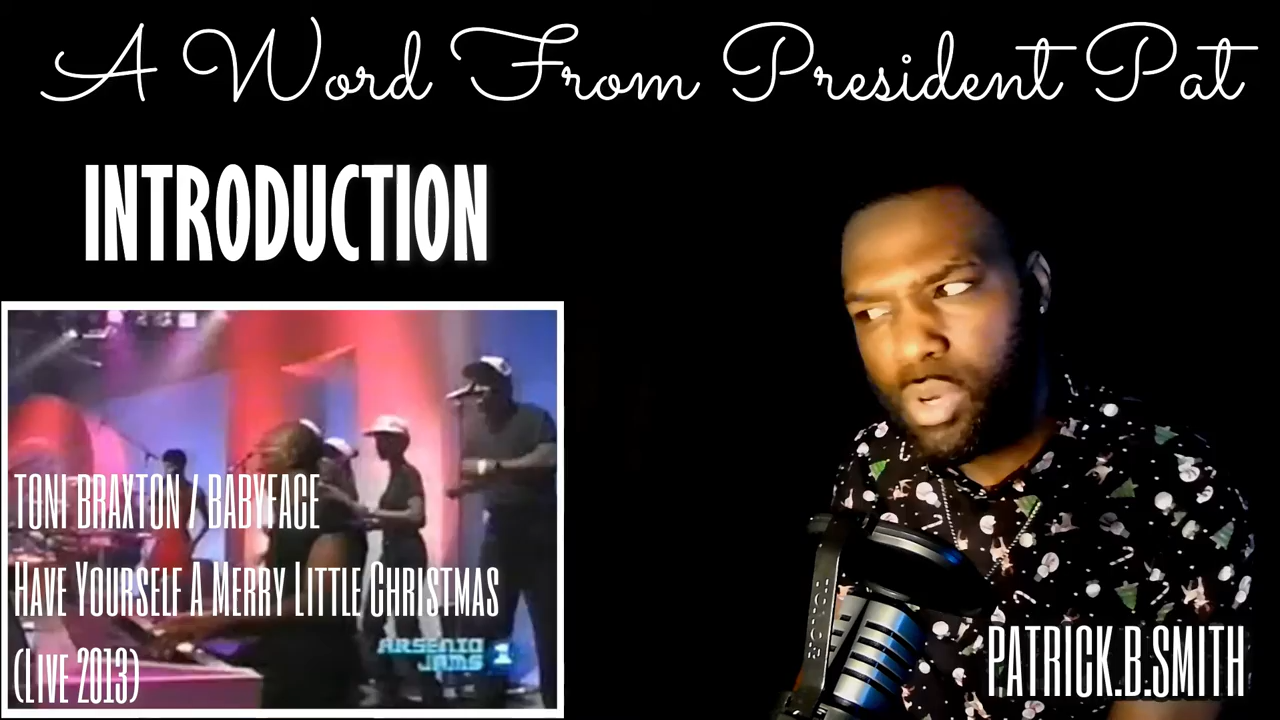 A Word From President Pat
INTRODUCTION
TONI BRAXTON / BABYFACE
HAVE YOURSELF A MERRY LITTLE CHRISTMAS
(LIVE 2013)
ARSENIO
JAMS 1
PATRICK.B.SMITH